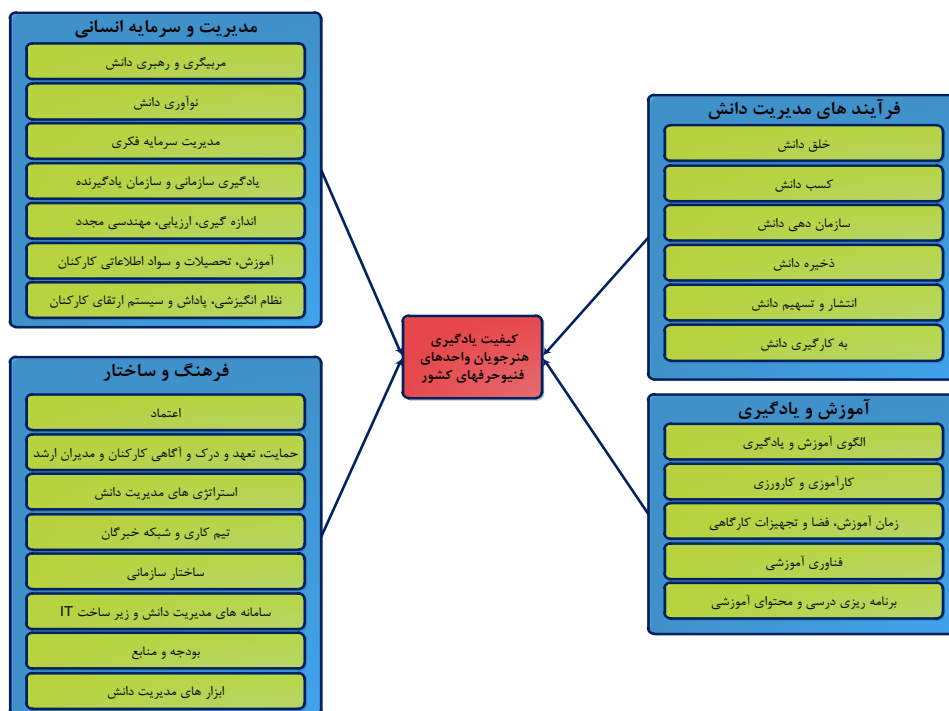 مدیریت و سرمایه انسانی
مربیگری و رهبری دانش
نوآوری دانش
مدیریت سرمایه فکری
یادگیری سازمانی و سازمان یادگیرنده
اندازه گیری، ارزیابی، مهندسی مجدد
آموزش، تحصیلات و سواد اطلاعاتی کارکنان
نظام انگیزشی، پاداش و سیستم ارتقای کارکنان
فرهنگ و ساختار
اعتماد
حمایت، تعهد و درک و آگاهی کارکنان و مدیران ارشد
استراتژی های مدیریت دانش
تیم کاری و شبکه خبرگان
ساختار سازمانی
سامانه های مدیریت دانش و زیر ساخت IT
بودجه و منابع
ابزار های مدیریت دانش
کیفیت یادگیری
هنرجویان واحدهای
فنیوحرفهای کشور
فرآیند های مدیریت دانش
خلق دانش
کسب دانش
سازمان دهی دانش
ذخیره دانش
انتشار و تسهیم دانش
به کارگیری دانش
آموزش و یادگیری
الگوی آموزش و یادگیری
کارآموزی و کارورزی
زمان آموزش، فضا و تجهیزات کارگاهی
فناوری آموزشی
برنامه ریزی درسی و محتوای آموزشی